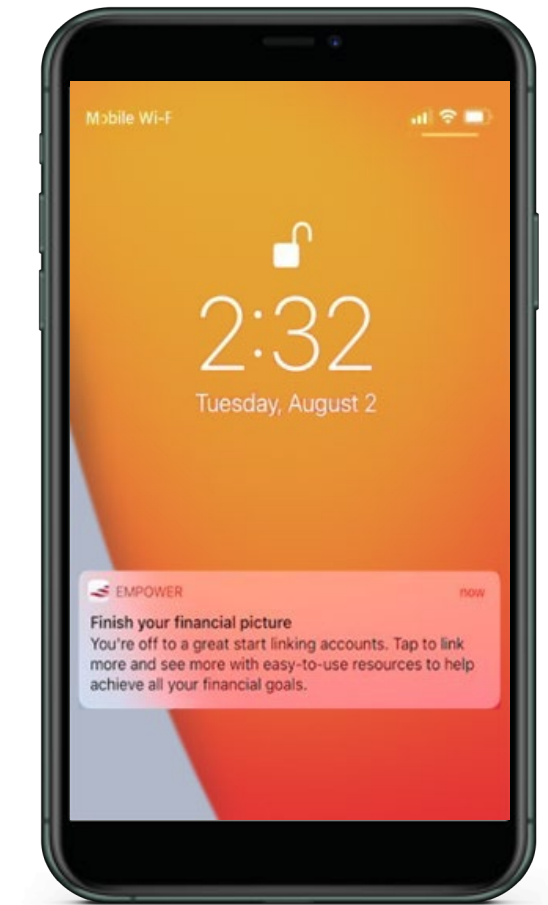 Mobile Wi-F
2:32
Tuesday, August 2
EMPOWER now
Finish your financial picture
You're off to a great start linking accounts. Tap to link
more and see more with easy-to-use resources to help
achieve all your financial goals.